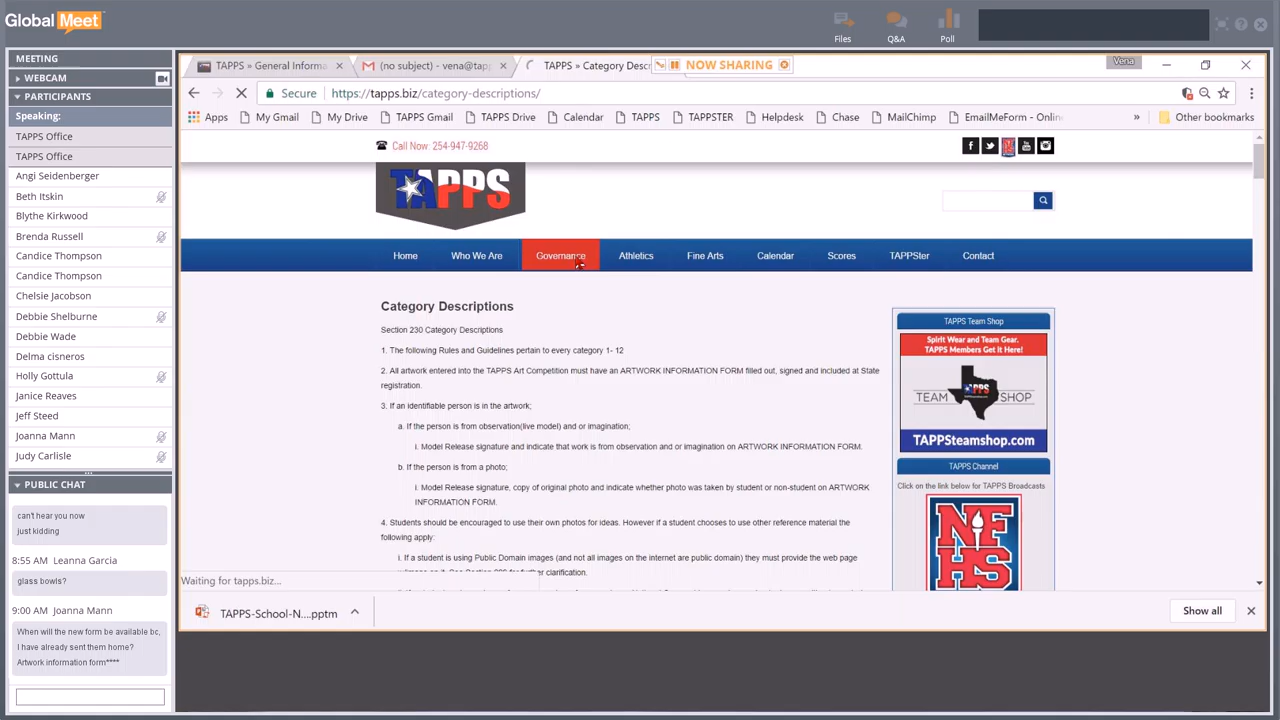 Global Meet
Files
Q&A
Poll
MEETING
WEBCAM
PARTICIPANTS
Speaking:
TAPPS Office
TAPPS Office
Angi Seidenberger
Beth Itskin
Blythe Kirkwood
Brenda Russell
Candice Thompson
Candice Thompson
Chelsie Jacobson
Debbie Shelburne
Debbie Wade
Delma cisneros
Holly Gottula
Janice Reaves
Jeff Steed
Joanna Mann
Judy Carlisle
PUBLIC CHAT
can't hear you now
just kidding
8:55 AM Leanna Garcia
glass bowls?
9:00 AM Joanna Mann
When will the new form be available bc,
I have already sent them home?
Artwork information form****
TAPPS » General Informa
(no subject) - vena@tapp
TAPPS » Category Descr
NOW SHARING
Vena
Secure
https://tapps.biz/category-descriptions/
Apps
My Gmail
My Drive
TAPPS Gmail
TAPPS Drive
Calendar
TAPPS
TAPPSTER
Helpdesk
Chase
MailChimp
EmailMeForm - Onlin
»
Other bookmarks
Call Now: 254-947-9268
TAPPS
Home
Who We Are
Governance
Athletics
Fine Arts
Calendar
Scores
TAPPSter
Contact
Category Descriptions
Section 230 Category Descriptions
1. The following Rules and Guidelines pertain to every category 1- 12
2. All artwork entered into the TAPPS Art Competition must have an ARTWORK INFORMATION FORM filled out, signed and included at State
registration.
3. If an identifiable person is in the artwork;
a. If the person is from observation(live model) and or imagination;
i. Model Release signature and indicate that work is from observation and or imagination on ARTWORK INFORMATION FORM.
b. If the person is from a photo;
i. Model Release signature, copy of original photo and indicate whether photo was taken by student or non-student on ARTWORK
INFORMATION FORM.
4. Students should be encouraged to use their own photos for ideas. However if a student chooses to use other reference material the
following apply:
i. If a student is using Public Domain images (and not all images on the internet are public domain) they must provide the web page
for further clarification.
TAPPS Team Shop
Spirit Wear and Team Gear.
TAPPS Members Get It Here!
TEAM SHOP
TAPPSteamshop.com
TAPPS Channel
Click on the link below for TAPPS Broadcasts
NF
HS
Waiting for tapps.biz...
TAPPS-School-N....pptm
Show all